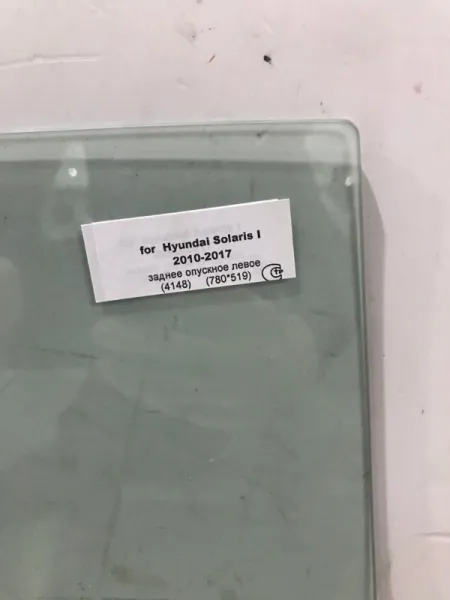 for Hyundai Solaris I
2010-2017
заднее опускное левое
(4148) (780*519)